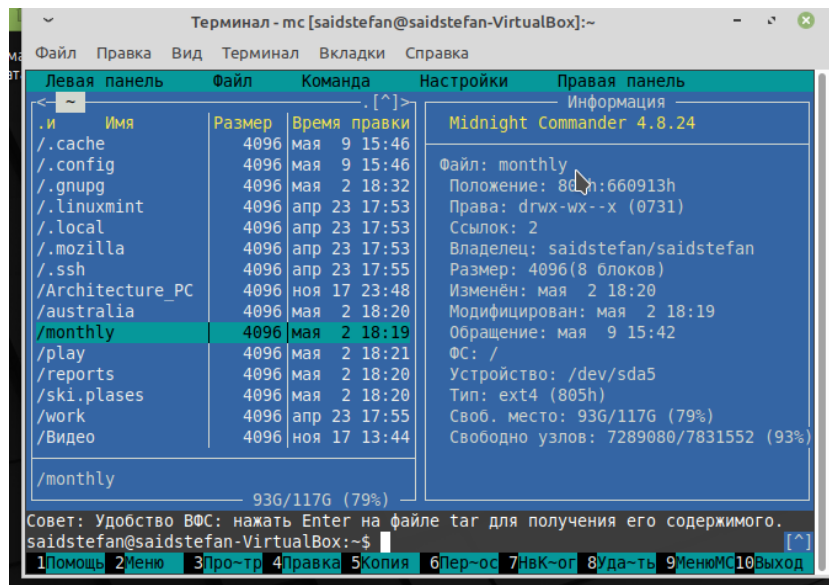 Терминал - mc [saidstefan@saidstefan-VirtualBox]:~
Файл Правка Вид Терминал Вкладки Справка
Левая панель Файл Команда Настройки Правая панель
<- ~ .[^]>
.и Имя Размер Время правки
/.cache 4096 мая 9 15:46
/.config 4096 мая 9 15:46
/.gnupg 4096 мая 2 18:32
/.linuxmint 4096 апр 23 17:53
/.local 4096 апр 23 17:53
/.mozilla 4096 апр 23 17:53
/.ssh 4096 апр 23 17:55
/Architecture_PC 4096 ноя 17 23:48
/australia 4096 мая 2 18:20
/monthly 4096 мая 2 18:19
/play 4096 мая 2 18:21
/reports 4096 мая 2 18:20
/ski.plases 4096 мая 2 18:20
/work 4096 апр 23 17:55
/Видео 4096 ноя 17 13:44
/monthly
93G/117G (79%)
Информация
Midnight Commander 4.8.24
Файл: monthly
Положение: :660913h
Права: drwx-wx--x (0731)
Ссылок: 2
Владелец: saidstefan/saidstefan
Размер: 4096(8 блоков)
Изменён: мая 2 18:20
Модифицирован: мая 2 18:19
Обращение: мая 9 15:42
ФС: /
Устройство: /dev/sda5
Тип: ext4 (805h)
Своб. место: 93G/117G (79%)
Свободно узлов: 7289080/7831552 (93%)
Совет: Удобство ВФС: нажать Enter на файле tar для получения его содержимого.
saidstefan@saidstefan-VirtualBox:~$ [^]
1Помощь 2Меню 3Про~тр 4Правка 5Копия 6Пер~ос 7НвК~ог 8Уда~ть 9МенюMC 10Выход